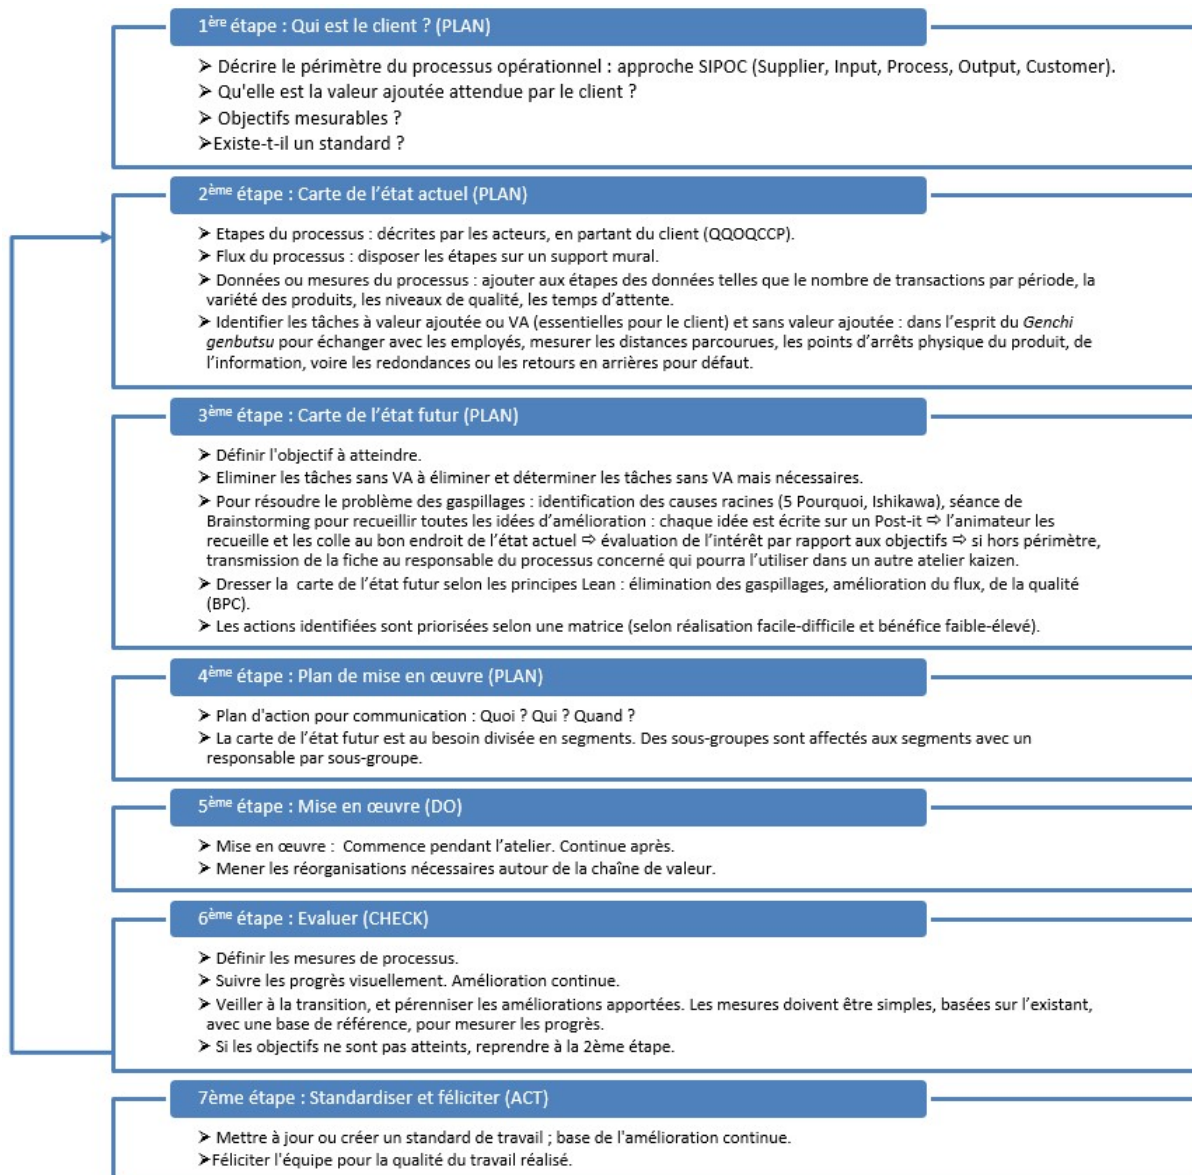 1ère étape : Qui est le client ? (PLAN)
➤ Décrire le périmètre du processus opérationnel : approche SIPOC (Supplier, Input, Process, Output, Customer).
➤ Qu'elle est la valeur ajoutée attendue par le client ?
➤ Objectifs mesurables ?
➤Existe-t-il un standard ?
2ème étape : Carte de l’état actuel (PLAN)
➤ Etapes du processus : décrites par les acteurs, en partant du client (QQOQCCP).
➤ Flux du processus : disposer les étapes sur un support mural.
➤ Données ou mesures du processus : ajouter aux étapes des données telles que le nombre de transactions par période, la
variété des produits, les niveaux de qualité, les temps d’attente.
➤ Identifier les tâches à valeur ajoutée ou VA (essentielles pour le client) et sans valeur ajoutée : dans l’esprit du Genchi
genbutsu pour échanger avec les employés, mesurer les distances parcourues, les points d’arrêts physique du produit, de
l’information, voire les redondances ou les retours en arrières pour défaut.
3ème étape : Carte de l’état futur (PLAN)
➤ Définir l'objectif à atteindre.
➤ Eliminer les tâches sans VA à éliminer et déterminer les tâches sans VA mais nécessaires.
➤ Pour résoudre le problème des gaspillages : identification des causes racines (5 Pourquoi, Ishikawa), séance de
Brainstorming pour recueillir toutes les idées d’amélioration : chaque idée est écrite sur un Post-it ⇨ l’animateur les
recueille et les colle au bon endroit de l’état actuel ⇨ évaluation de l’intérêt par rapport aux objectifs ⇨ si hors périmètre,
transmission de la fiche au responsable du processus concerné qui pourra l’utiliser dans un autre atelier kaizen.
➤ Dresser la carte de l’état futur selon les principes Lean : élimination des gaspillages, amélioration du flux, de la qualité
(BPC).
➤ Les actions identifiées sont priorisées selon une matrice (selon réalisation facile-difficile et bénéfice faible-élevé).
4ème étape : Plan de mise en œuvre (PLAN)
➤ Plan d'action pour communication : Quoi ? Qui ? Quand ?
➤ La carte de l’état futur est au besoin divisée en segments. Des sous-groupes sont affectés aux segments avec un
responsable par sous-groupe.
5ème étape : Mise en œuvre (DO)
➤ Mise en œuvre : Commence pendant l’atelier. Continue après.
➤ Mener les réorganisations nécessaires autour de la chaîne de valeur.
6ème étape : Evaluer (CHECK)
➤ Définir les mesures de processus.
➤ Suivre les progrès visuellement. Amélioration continue.
➤ Veiller à la transition, et pérenniser les améliorations apportées. Les mesures doivent être simples, basées sur l’existant,
avec une base de référence, pour mesurer les progrès.
➤ Si les objectifs ne sont pas atteints, reprendre à la 2ème étape.
7ème étape : Standardiser et féliciter (ACT)
➤ Mettre à jour ou créer un standard de travail ; base de l'amélioration continue.
➤Féliciter l'équipe pour la qualité du travail réalisé.